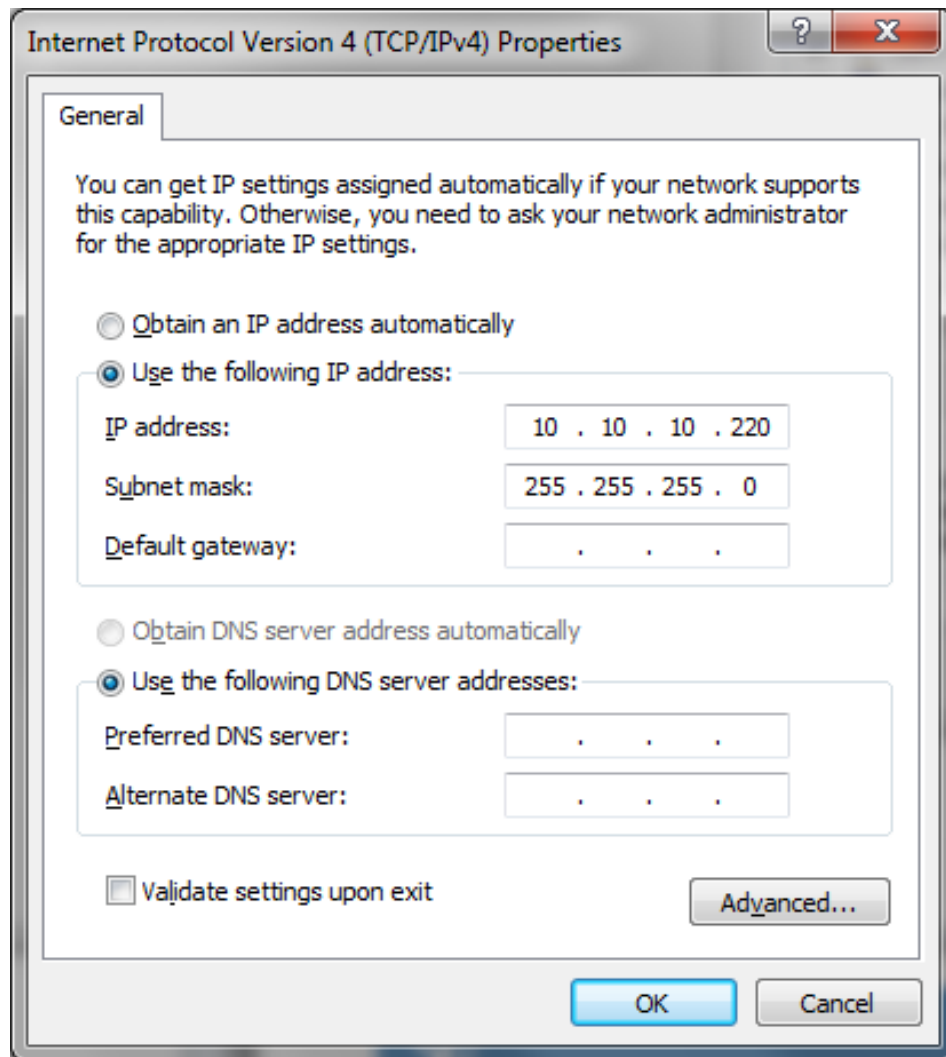 Internet Protocol Version 4 (TCP/IPv4) Properties
General
You can get IP settings assigned automatically if your network supports
this capability. Otherwise, you need to ask your network administrator
for the appropriate IP settings.
Obtain an IP address automatically
Use the following IP address:
IP address: 10 . 10 . 10 . 220
Subnet mask: 255 . 255 . 255 . 0
Default gateway: . . .
Obtain DNS server address automatically
Use the following DNS server addresses:
Preferred DNS server: . . .
Alternate DNS server: . . .
Validate settings upon exit
Advanced...
OK Cancel